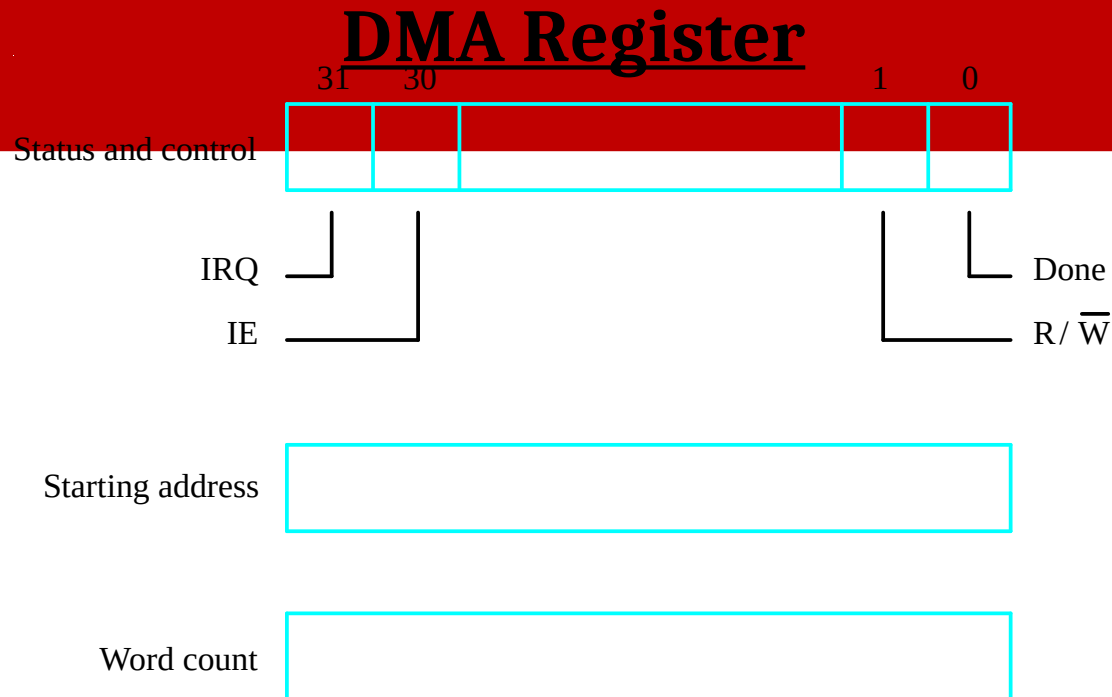 DMA Register
31 30 1 0
Status and control
IRQ Done
IE R/ W̅
Starting address
Word count